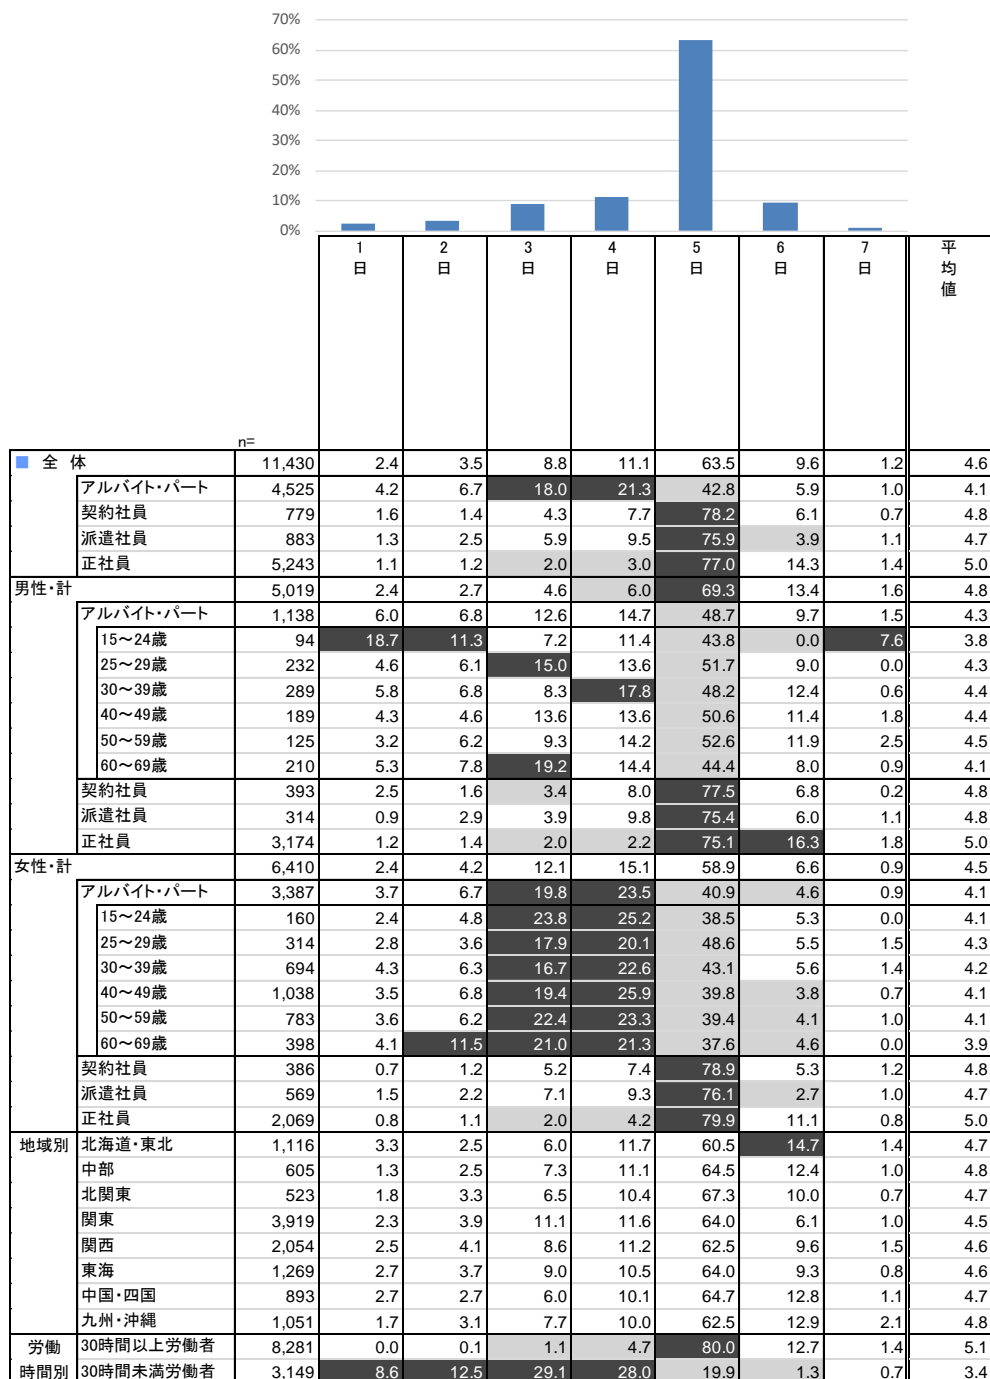 70%
60%
50%
40%
30%
20%
10%
0%
1日 2日 3日 4日 5日 6日 7日 平均値
n=
■ 全 体 11,430 2.4 3.5 8.8 11.1 63.5 9.6 1.2 4.6
アルバイト・パート 4,525 4.2 6.7 18.0 21.3 42.8 5.9 1.0 4.1
契約社員 779 1.6 1.4 4.3 7.7 78.2 6.1 0.7 4.8
派遣社員 883 1.3 2.5 5.9 9.5 75.9 3.9 1.1 4.7
正社員 5,243 1.1 1.2 2.0 3.0 77.0 14.3 1.4 5.0
男性・計 5,019 2.4 2.7 4.6 6.0 69.3 13.4 1.6 4.8
アルバイト・パート 1,138 6.0 6.8 12.6 14.7 48.7 9.7 1.5 4.3
15～24歳 94 18.7 11.3 7.2 11.4 43.8 0.0 7.6 3.8
25～29歳 232 4.6 6.1 15.0 13.6 51.7 9.0 0.0 4.3
30～39歳 289 5.8 6.8 8.3 17.8 48.2 12.4 0.6 4.4
40～49歳 189 4.3 4.6 13.6 13.6 50.6 11.4 1.8 4.4
50～59歳 125 3.2 6.2 9.3 14.2 52.6 11.9 2.5 4.5
60～69歳 210 5.3 7.8 19.2 14.4 44.4 8.0 0.9 4.1
契約社員 393 2.5 1.6 3.4 8.0 77.5 6.8 0.2 4.8
派遣社員 314 0.9 2.9 3.9 9.8 75.4 6.0 1.1 4.8
正社員 3,174 1.2 1.4 2.0 2.2 75.1 16.3 1.8 5.0
女性・計 6,410 2.4 4.2 12.1 15.1 58.9 6.6 0.9 4.5
アルバイト・パート 3,387 3.7 6.7 19.8 23.5 40.9 4.6 0.9 4.1
15～24歳 160 2.4 4.8 23.8 25.2 38.5 5.3 0.0 4.1
25～29歳 314 2.8 3.6 17.9 20.1 48.6 5.5 1.5 4.3
30～39歳 694 4.3 6.3 16.7 22.6 43.1 5.6 1.4 4.2
40～49歳 1,038 3.5 6.8 19.4 25.9 39.8 3.8 0.7 4.1
50～59歳 783 3.6 6.2 22.4 23.3 39.4 4.1 1.0 4.1
60～69歳 398 4.1 11.5 21.0 21.3 37.6 4.6 0.0 3.9
契約社員 386 0.7 1.2 5.2 7.4 78.9 5.3 1.2 4.8
派遣社員 569 1.5 2.2 7.1 9.3 76.1 2.7 1.0 4.7
正社員 2,069 0.8 1.1 2.0 4.2 79.9 11.1 0.8 5.0
地域別 北海道・東北 1,116 3.3 2.5 6.0 11.7 60.5 14.7 1.4 4.7
中部 605 1.3 2.5 7.3 11.1 64.5 12.4 1.0 4.8
北関東 523 1.8 3.3 6.5 10.4 67.3 10.0 0.7 4.7
関東 3,919 2.3 3.9 11.1 11.6 64.0 6.1 1.0 4.5
関西 2,054 2.5 4.1 8.6 11.2 62.5 9.6 1.5 4.6
東海 1,269 2.7 3.7 9.0 10.5 64.0 9.3 0.8 4.6
中国・四国 893 2.7 2.7 6.0 10.1 64.7 12.8 1.1 4.7
九州・沖縄 1,051 1.7 3.1 7.7 10.0 62.5 12.9 2.1 4.8
労働 30時間以上労働者 8,281 0.0 0.1 1.1 4.7 80.0 12.7 1.4 5.1
時間別 30時間未満労働者 3,149 8.6 12.5 29.1 28.0 19.9 1.3 0.7 3.4